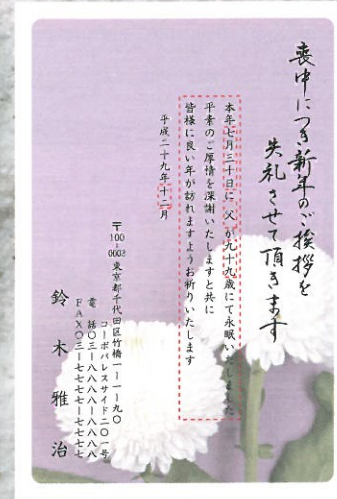 喪中につき新年のご挨拶を
失礼させて頂きます
本年七月三十日に 父 が九十九歳にて永眠いたしました
平素のご厚情を深謝いたしますと共に
皆様に良い年が訪れますようお祈りいたします
平成二十九年十二月
〒100-0003 東京都千代田区竹橋一ー一ー九〇
コーポパレスサイド二〇一号
電 話〇三ー八八八八ー八八八八
FAX〇三ー七七七七ー七七七七
鈴木雅治